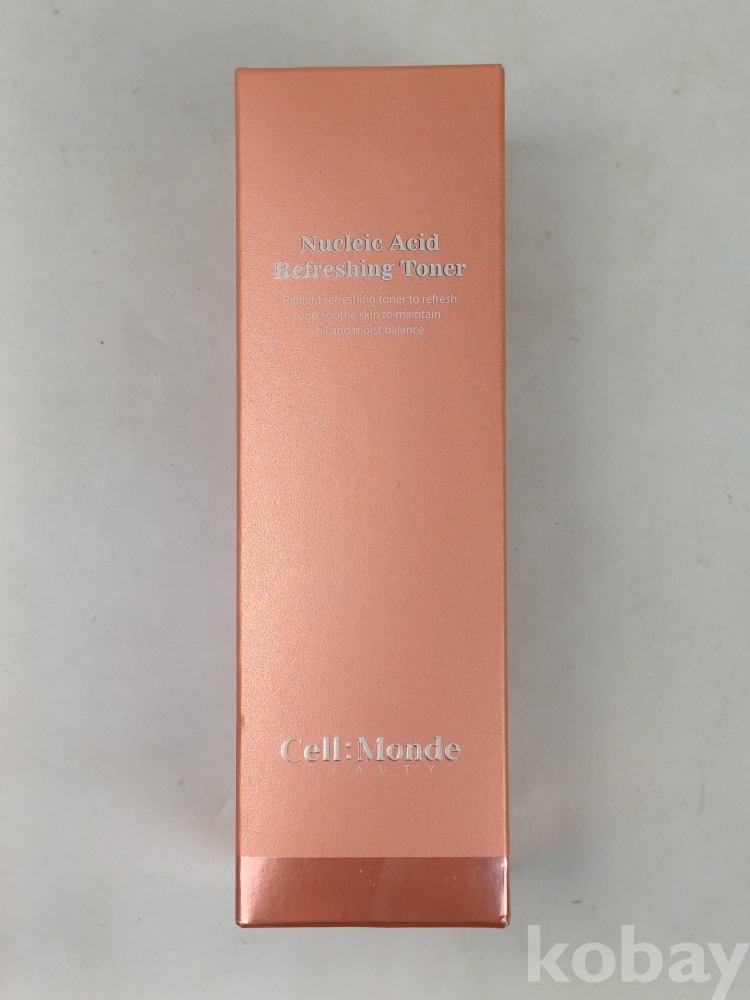 Nucleic Acid
Refreshing Toner
Radiant refreshing toner to refresh
and soothe skin to maintain
oil and moist balance
Cell:Monde
BEAUTY
kobay